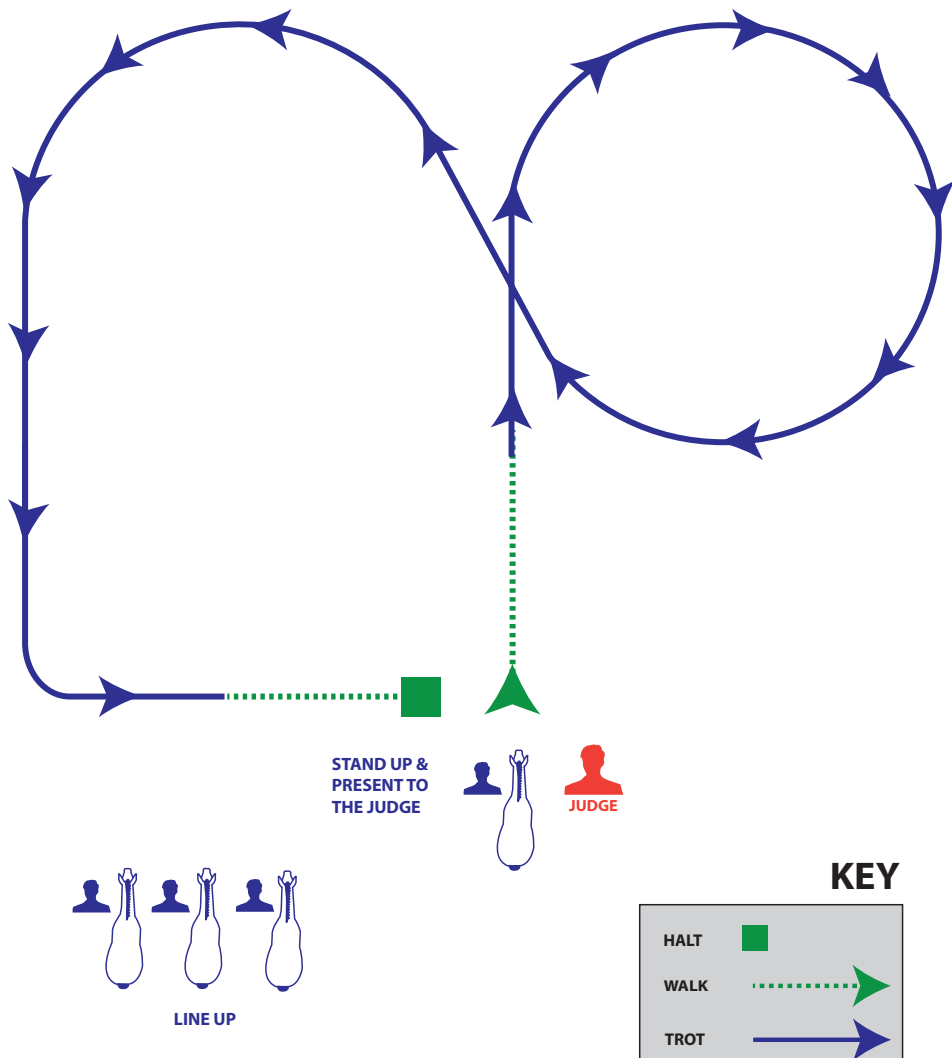 STAND UP &
PRESENT TO
THE JUDGE
JUDGE
LINE UP
KEY
HALT
WALK
TROT